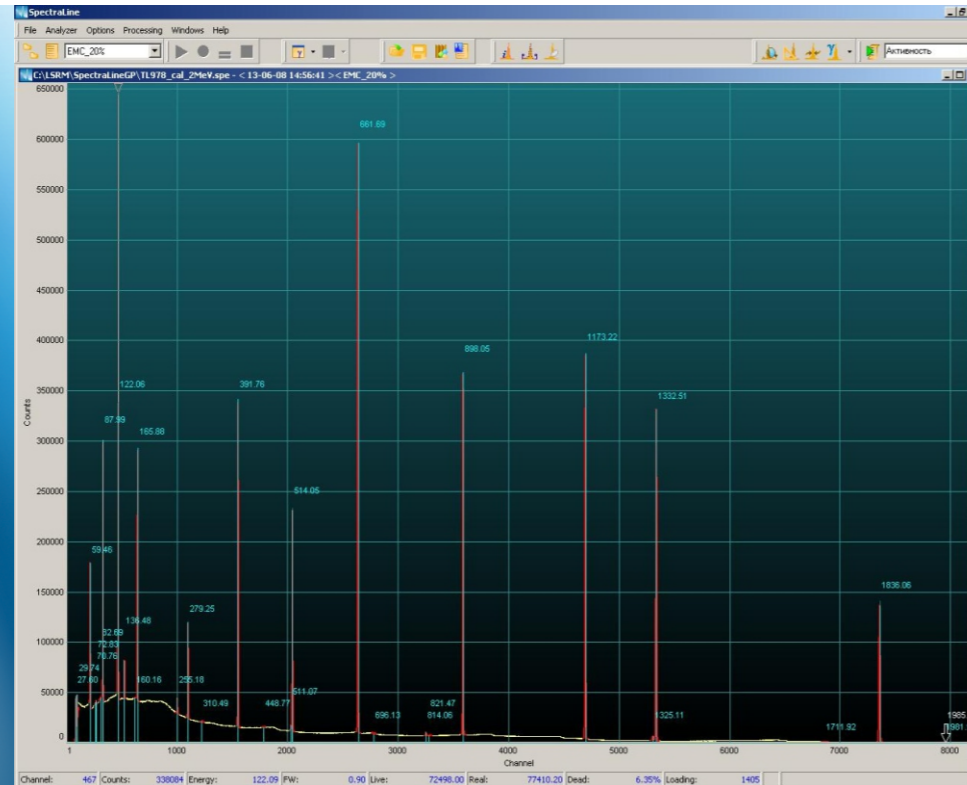 SpectraLine
File Analyzer Options Processing Windows Help
EMC_20% Активность
C:\LSRM\SpectraLineGP\TL978_cal_2MeV.spe - < 13-06-08 14:56:41 >< EMC_20% >
650000
661.69
600000
550000
500000
450000
400000
1173.22
898.05
122.06 391.76
350000
1332.51
87.99
165.88
300000
Counts
250000
514.05
200000
59.46
150000
1836.06
279.25
136.48
82.69
100000
72.83
70.76
29.74
27.60 160.16 255.18
50000
511.07
310.49 448.77 821.47 1985
696.13 814.06 1325.11 1711.92 1981.
0
1 1000 2000 3000 4000 5000 6000 7000 8000
Channel
Channel: 467 Counts: 338084 Energy: 122.09 FW: 0.90 Live: 72498.00 Real: 77410.20 Dead: 6.35% Loading: 1405